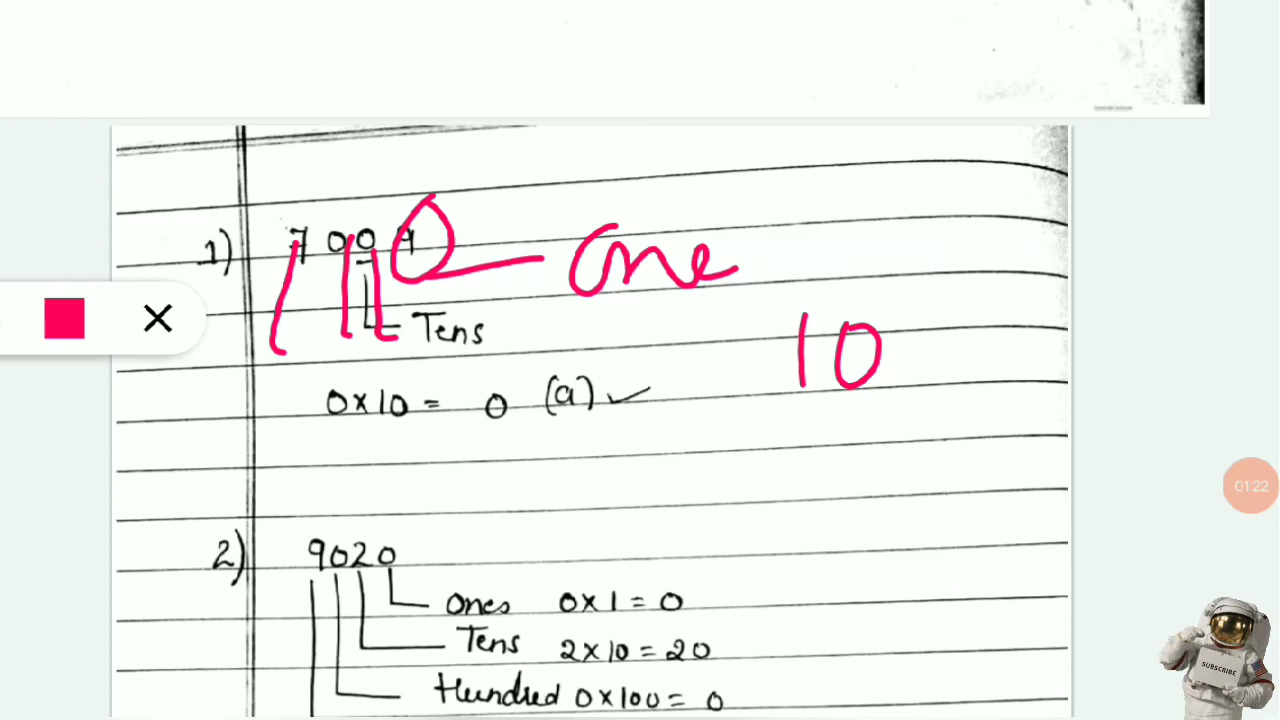 1) 7009
one
Tens
10
0 x 10 = 0 (a) ✓
2) 9020
ones 0 x 1 = 0
Tens 2 x 10 = 20
Hundred 0 x 100 = 0
01:22
SUBSCRIBE